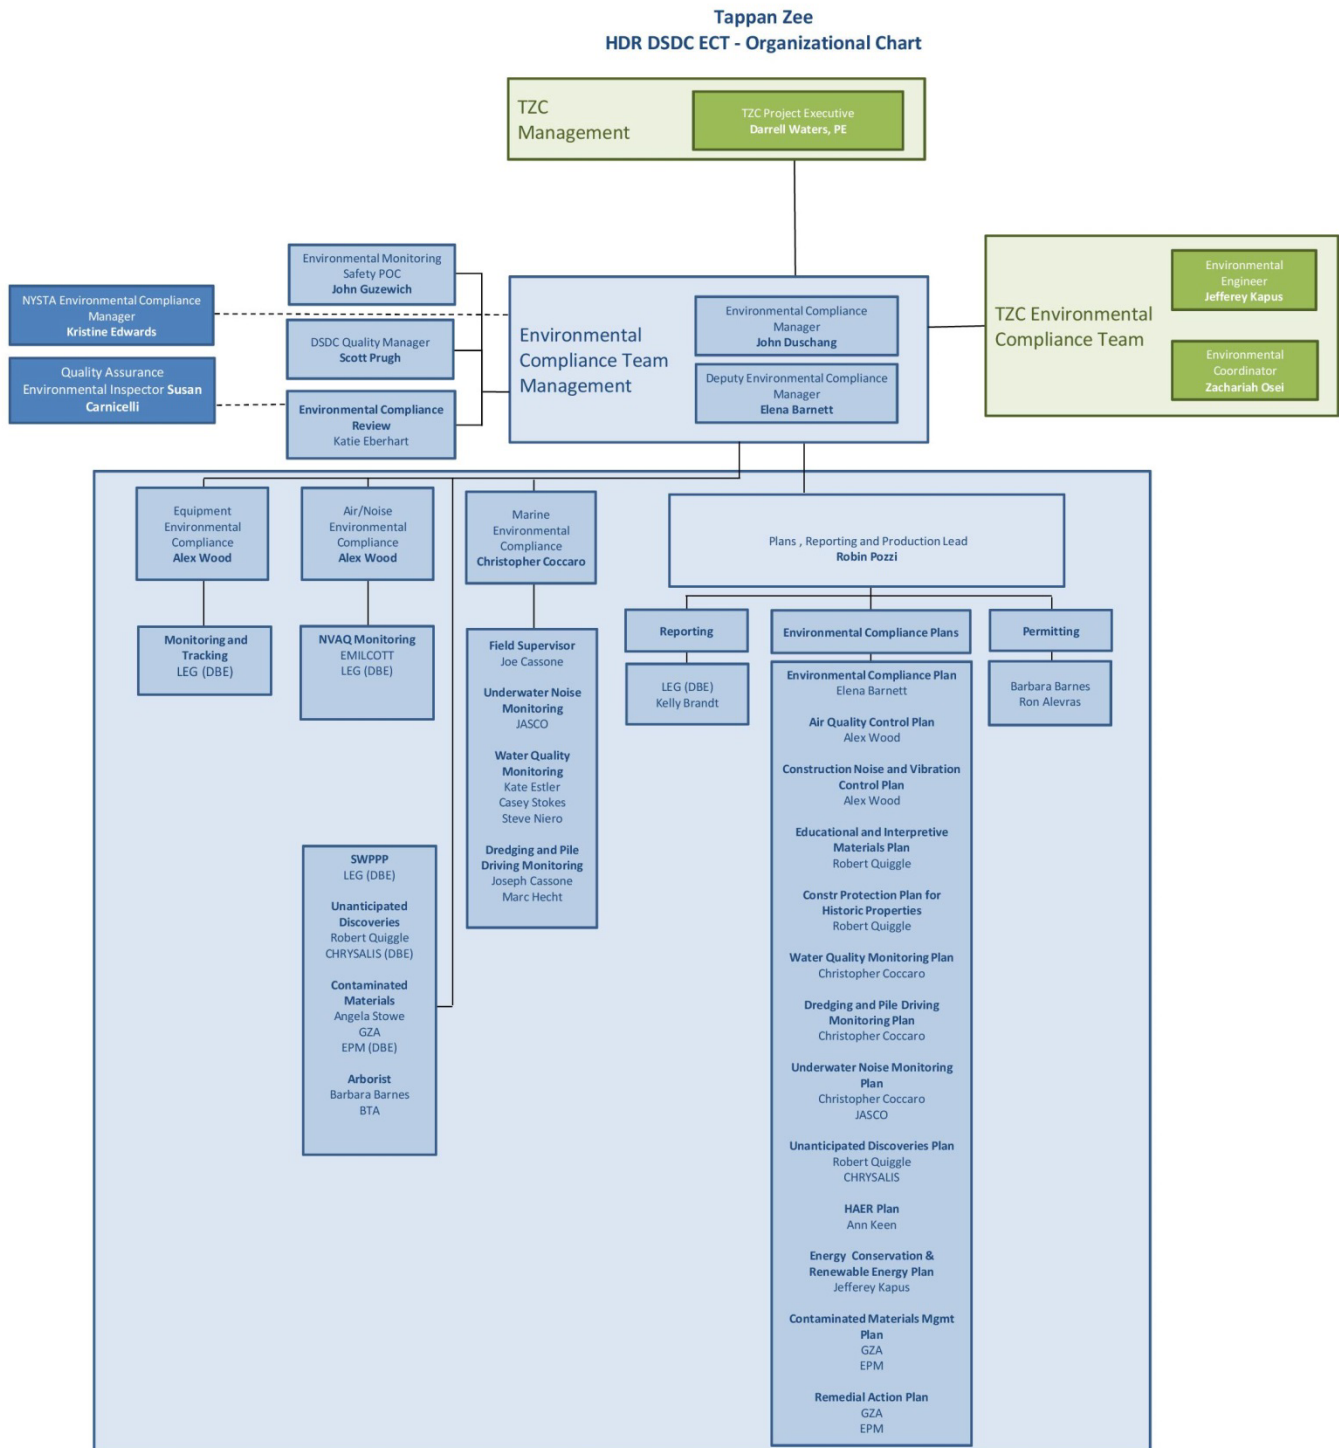 Tappan Zee
HDR DSDC ECT - Organizational Chart
TZC
Management
TZC Project Executive
Darrell Waters, PE
Environmental Monitoring
Safety POC
John Guzewich
NYSTA Environmental Compliance
Manager
Kristine Edwards
DSDC Quality Manager
Scott Prugh
Quality Assurance
Environmental Inspector Susan
Carnicelli
Environmental Compliance
Review
Katie Eberhart
Environmental
Compliance Team
Management
Environmental Compliance
Manager
John Duschang
Deputy Environmental Compliance
Manager
Elena Barnett
TZC Environmental
Compliance Team
Environmental
Engineer
Jefferey Kapus
Environmental
Coordinator
Zachariah Osei
Equipment
Environmental
Compliance
Alex Wood
Air/Noise
Environmental
Compliance
Alex Wood
Marine
Environmental
Compliance
Christopher Coccaro
Plans , Reporting and Production Lead
Robin Pozzi
Monitoring and
Tracking
LEG (DBE)
NVAQ Monitoring
EMILCOTT
LEG (DBE)
Field Supervisor
Joe Cassone
Underwater Noise
Monitoring
JASCO
Water Quality
Monitoring
Kate Estler
Casey Stokes
Steve Niero
Dredging and Pile
Driving Monitoring
Joseph Cassone
Marc Hecht
SWPPP
LEG (DBE)
Unanticipated
Discoveries
Robert Quiggle
CHRYSALIS (DBE)
Contaminated
Materials
Angela Stowe
GZA
EPM (DBE)
Arborist
Barbara Barnes
BTA
Reporting
LEG (DBE)
Kelly Brandt
Environmental Compliance Plans
Environmental Compliance Plan
Elena Barnett
Air Quality Control Plan
Alex Wood
Construction Noise and Vibration
Control Plan
Alex Wood
Educational and Interpretive
Materials Plan
Robert Quiggle
Constr Protection Plan for
Historic Properties
Robert Quiggle
Water Quality Monitoring Plan
Christopher Coccaro
Dredging and Pile Driving
Monitoring Plan
Christopher Coccaro
Underwater Noise Monitoring
Plan
Christopher Coccaro
JASCO
Unanticipated Discoveries Plan
Robert Quiggle
CHRYSALIS
HAER Plan
Ann Keen
Energy Conservation &
Renewable Energy Plan
Jefferey Kapus
Contaminated Materials Mgmt
Plan
GZA
EPM
Remedial Action Plan
GZA
EPM
Permitting
Barbara Barnes
Ron Alevras